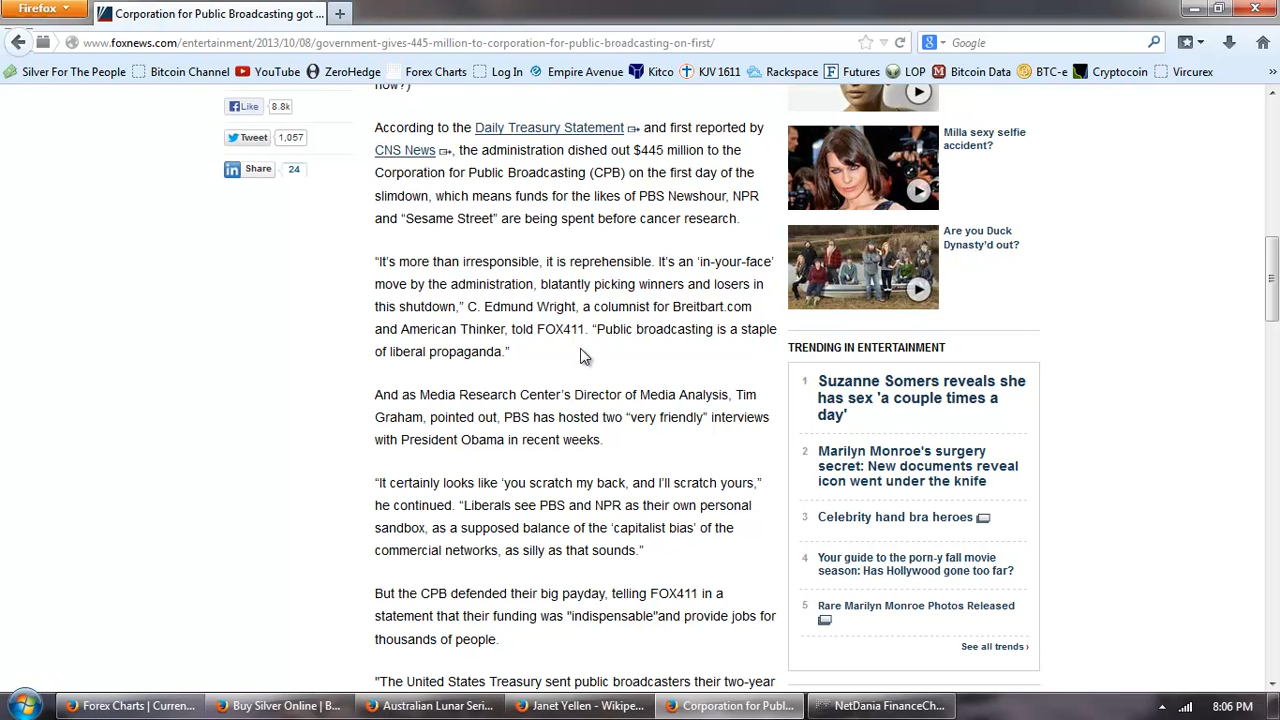 Firefox
Corporation for Public Broadcasting got ...
www.foxnews.com/entertainment/2013/10/08/government-gives-445-million-to-corporation-for-public-broadcasting-on-first/
Google
Silver For The People
Bitcoin Channel
YouTube
ZeroHedge
Forex Charts
Log In
Empire Avenue
Kitco
KJV 1611
Rackspace
Futures
LOP
Bitcoin Data
BTC-e
Cryptocoin
Vircurex
now?)
Like 8.8k
Tweet 1,057
Share 24
According to the Daily Treasury Statement and first reported by
CNS News, the administration dished out $445 million to the
Corporation for Public Broadcasting (CPB) on the first day of the
slimdown, which means funds for the likes of PBS Newshour, NPR
and “Sesame Street” are being spent before cancer research.
“It’s more than irresponsible, it is reprehensible. It’s an ‘in-your-face’
move by the administration, blatantly picking winners and losers in
this shutdown,” C. Edmund Wright, a columnist for Breitbart.com
and American Thinker, told FOX411. “Public broadcasting is a staple
of liberal propaganda.”
And as Media Research Center’s Director of Media Analysis, Tim
Graham, pointed out, PBS has hosted two “very friendly” interviews
with President Obama in recent weeks.
“It certainly looks like ‘you scratch my back, and I’ll scratch yours,”
he continued. “Liberals see PBS and NPR as their own personal
sandbox, as a supposed balance of the ‘capitalist bias’ of the
commercial networks, as silly as that sounds.”
But the CPB defended their big payday, telling FOX411 in a
statement that their funding was "indispensable"and provide jobs for
thousands of people.
"The United States Treasury sent public broadcasters their two-year
Milla sexy selfie
accident?
Are you Duck
Dynasty'd out?
TRENDING IN ENTERTAINMENT
1 Suzanne Somers reveals she
has sex 'a couple times a
day'
2 Marilyn Monroe's surgery
secret: New documents reveal
icon went under the knife
3 Celebrity hand bra heroes
4 Your guide to the porn-y fall movie
season: Has Hollywood gone too far?
5 Rare Marilyn Monroe Photos Released
See all trends ›
Forex Charts | Curren...
Buy Silver Online | B...
Australian Lunar Seri...
Janet Yellen - Wikipe...
Corporation for Publ...
NetDania FinanceCh...
8:06 PM